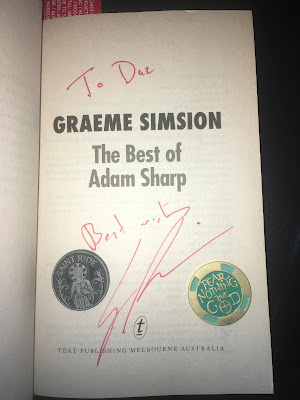 To Daz
GRAEME SIMSION
The Best of
Adam Sharp
Best wishes
SAINT JUDE
FEAR
NOTHING
BUT
GOD
t
TEXT PUBLISHING MELBOURNE AUSTRALIA